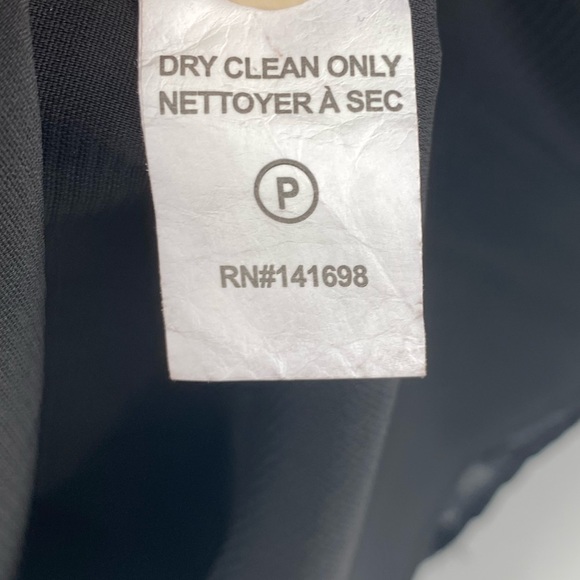 DRY CLEAN ONLY
NETTOYER À SEC
P
RN#141698